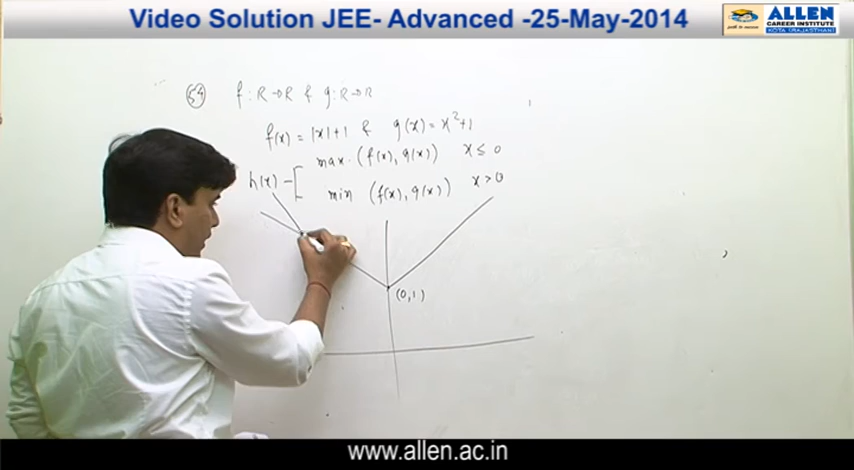 Video Solution JEE- Advanced -25-May-2014
ALLEN
CAREER INSTITUTE
KOTA (RAJASTHAN)
54 f : R→R & g : R→R
f(x) = |x|+1 & g(x) = x²+1
h(x) - [ max. (f(x), g(x)) x ≤ 0
min (f(x), g(x)) x > 0
(0,1)
www.allen.ac.in